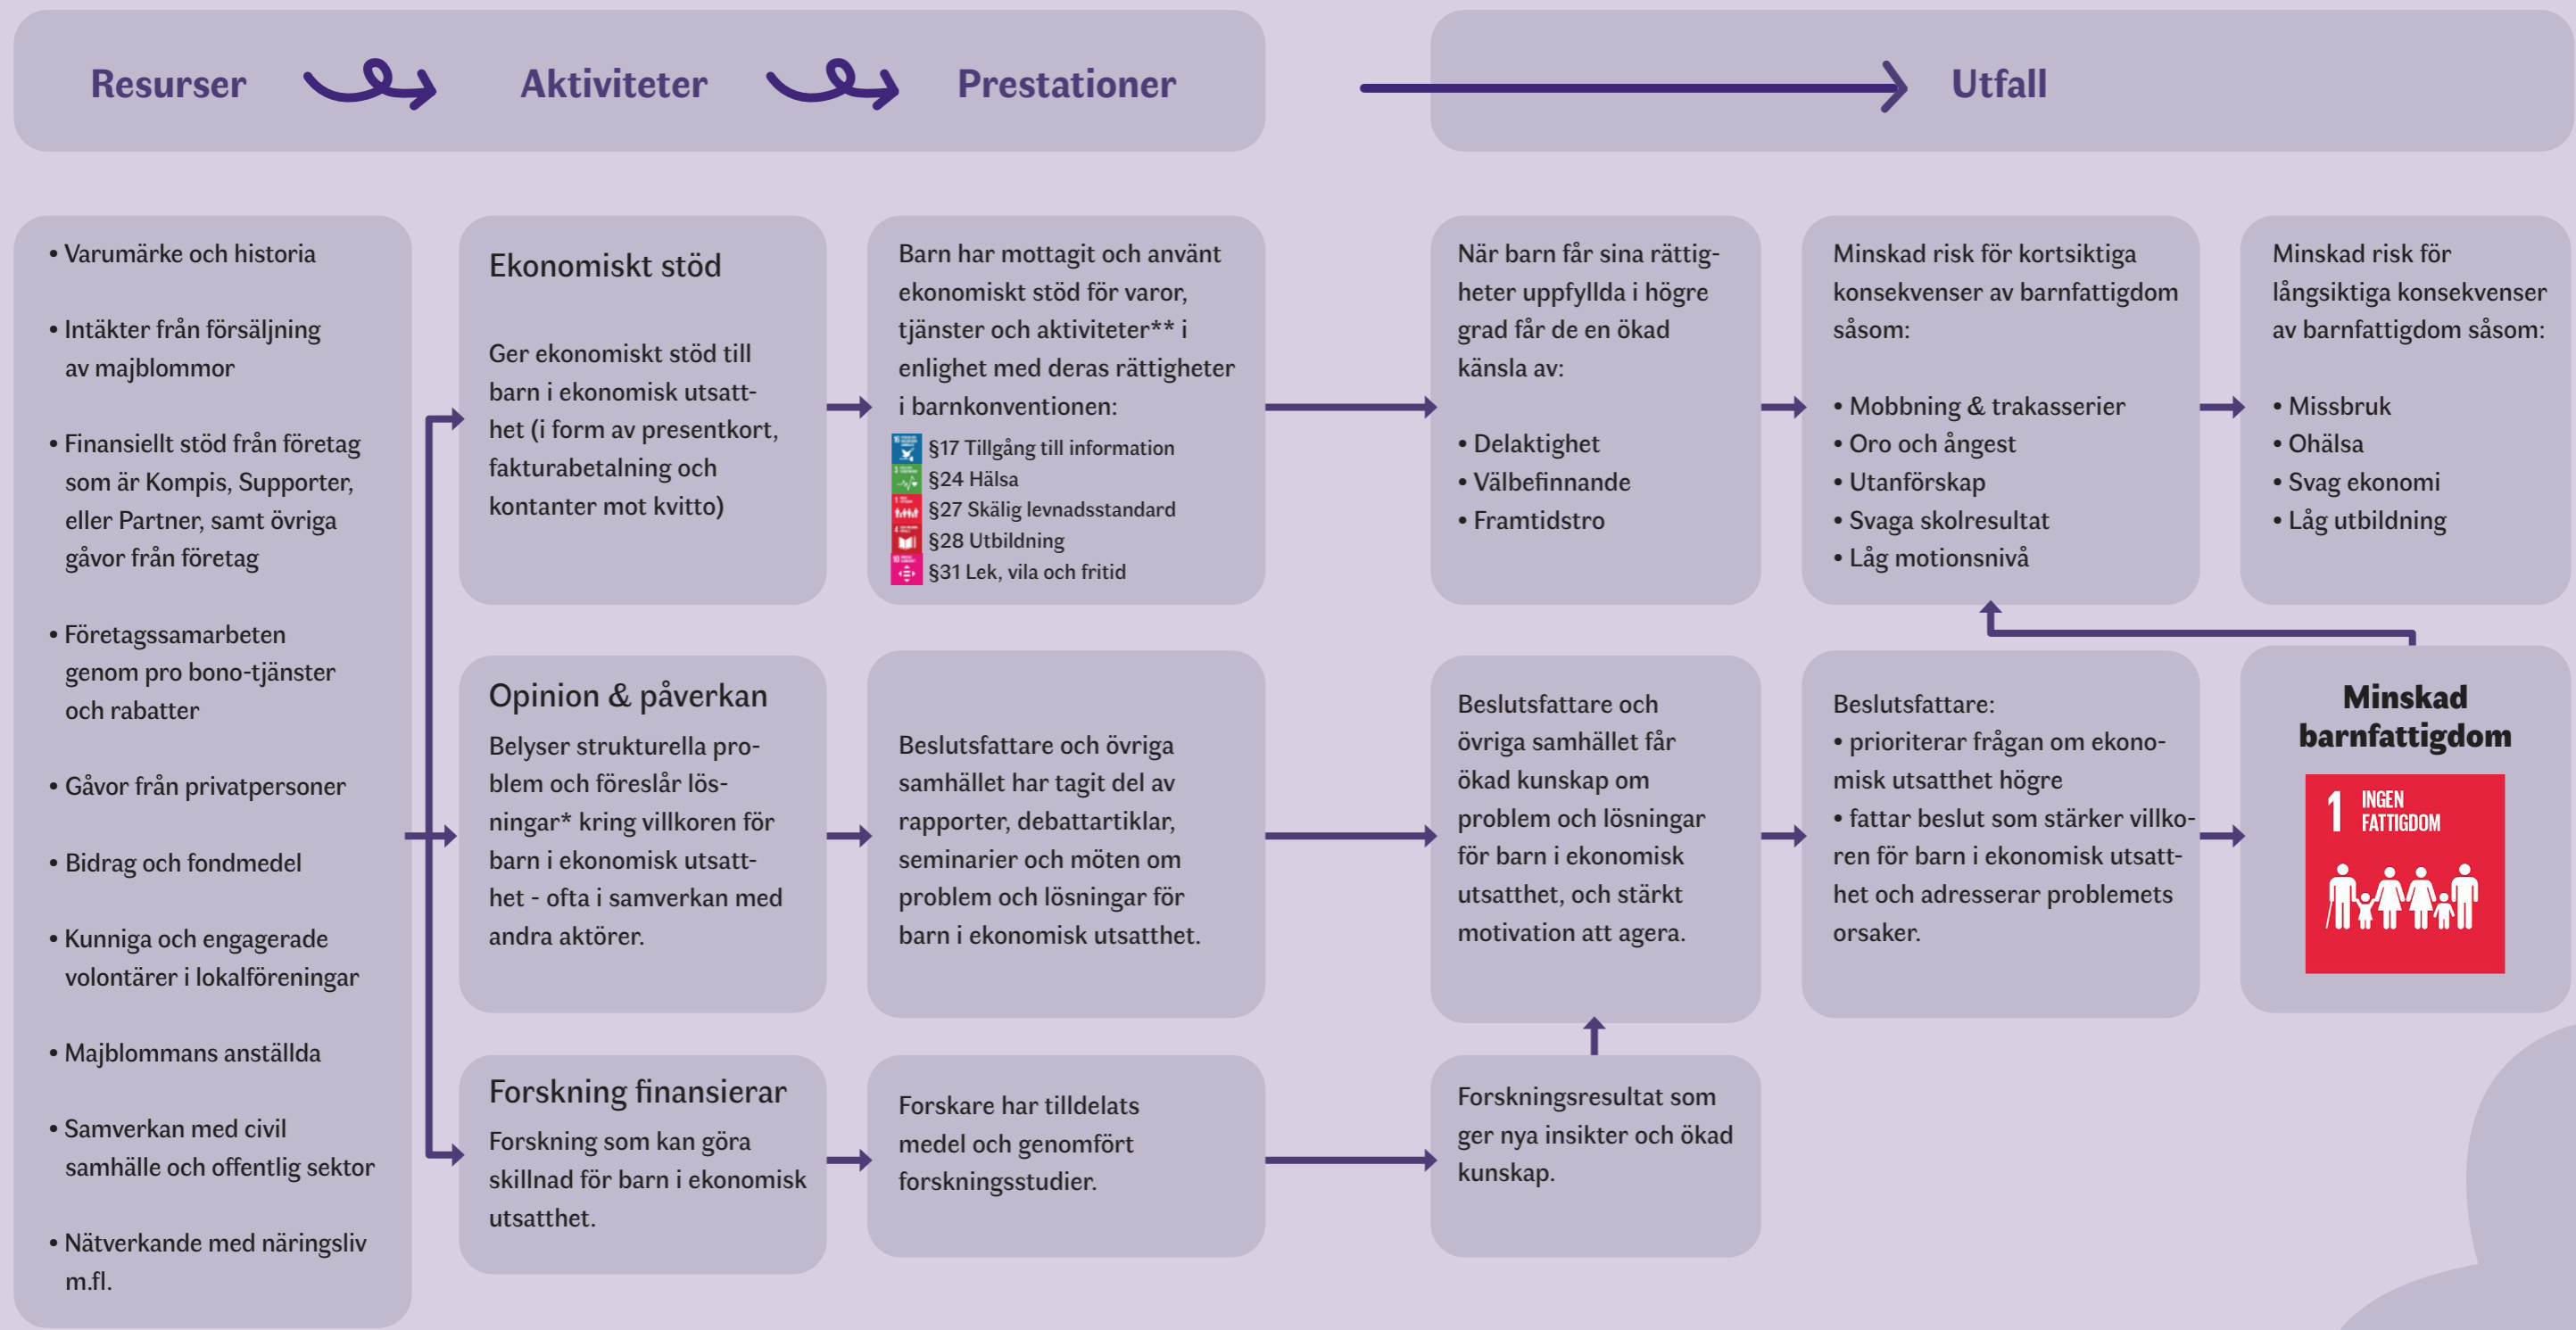 Resurser
Aktiviteter
Prestationer
Utfall
• Varumärke och historia
• Intäkter från försäljning
av majblommor
• Finansiellt stöd från företag
som är Kompis, Supporter,
eller Partner, samt övriga
gåvor från företag
• Företagssamarbeten
genom pro bono-tjänster
och rabatter
• Gåvor från privatpersoner
• Bidrag och fondmedel
• Kunniga och engagerade
volontärer i lokalföreningar
• Majblommans anställda
• Samverkan med civil
samhälle och offentlig sektor
• Nätverkande med näringsliv
m.fl.
Ekonomiskt stöd
Ger ekonomiskt stöd till
barn i ekonomisk utsatt-
het (i form av presentkort,
fakturabetalning och
kontanter mot kvitto)
Barn har mottagit och använt
ekonomiskt stöd för varor,
tjänster och aktiviteter** i
enlighet med deras rättigheter
i barnkonventionen:
§17 Tillgång till information
§24 Hälsa
§27 Skälig levnadsstandard
§28 Utbildning
§31 Lek, vila och fritid
När barn får sina rättig-
heter uppfyllda i högre
grad får de en ökad
känsla av:
• Delaktighet
• Välbefinnande
• Framtidstro
Minskad risk för kortsiktiga
konsekvenser av barnfattigdom
såsom:
• Mobbning & trakasserier
• Oro och ångest
• Utanförskap
• Svaga skolresultat
• Låg motionsnivå
Minskad risk för
långsiktiga konsekvenser
av barnfattigdom såsom:
• Missbruk
• Ohälsa
• Svag ekonomi
• Låg utbildning
Opinion & påverkan
Belyser strukturella pro-
blem och föreslår lös-
ningar* kring villkoren för
barn i ekonomisk utsatt-
het - ofta i samverkan med
andra aktörer.
Beslutsfattare och övriga
samhället har tagit del av
rapporter, debattartiklar,
seminarier och möten om
problem och lösningar för
barn i ekonomisk utsatthet.
Beslutsfattare och
övriga samhället får
ökad kunskap om
problem och lösningar
för barn i ekonomisk
utsatthet, och stärkt
motivation att agera.
Beslutsfattare:
• prioriterar frågan om ekono-
misk utsatthet högre
• fattar beslut som stärker villko-
ren för barn i ekonomisk utsatt-
het och adresserar problemets
orsaker.
Minskad
barnfattigdom
1 INGEN
FATTIGDOM
Forskning finansierar
Forskning som kan göra
skillnad för barn i ekonomisk
utsatthet.
Forskare har tilldelats
medel och genomfört
forskningsstudier.
Forskningsresultat som
ger nya insikter och ökad
kunskap.